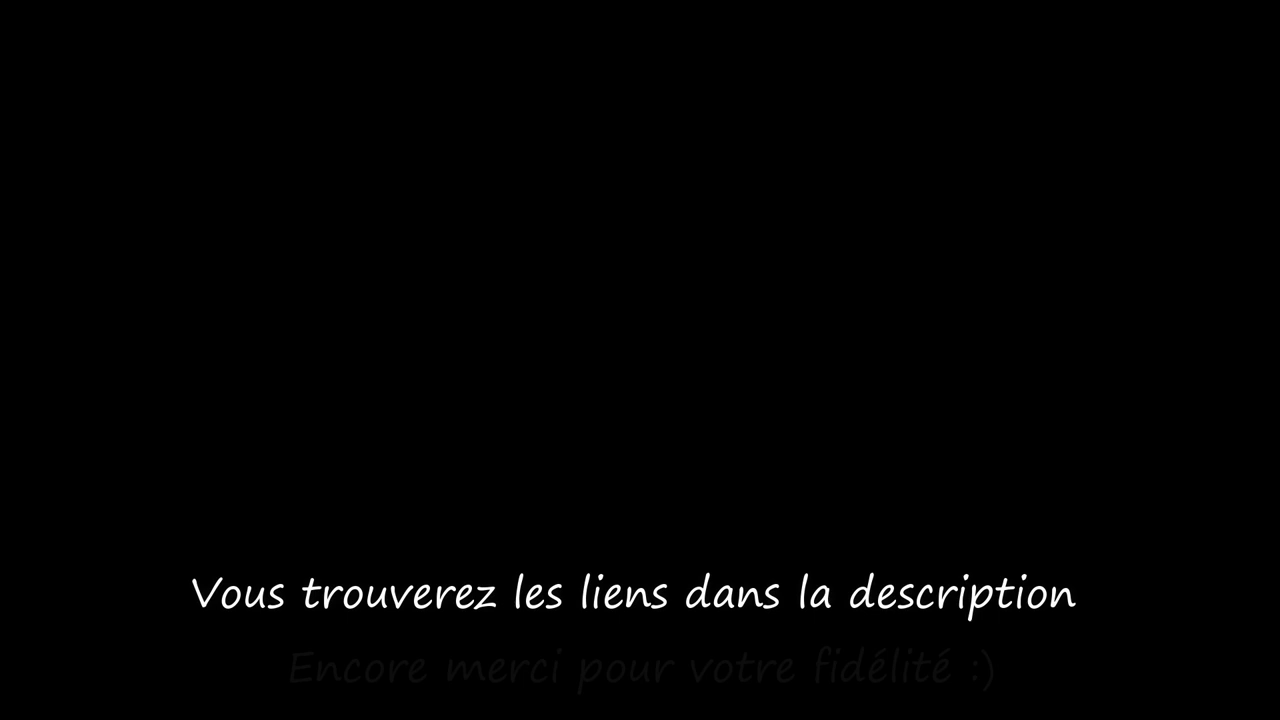 Vous trouverez les liens dans la description
Encore merci pour votre fidélité :)